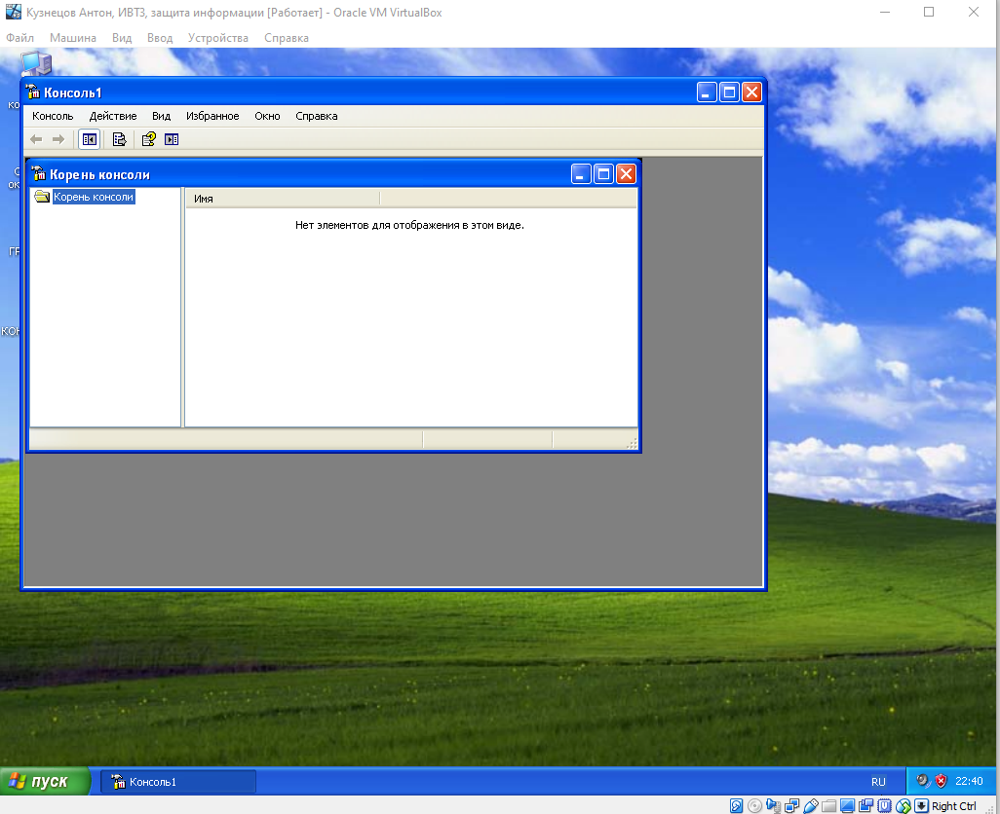 Кузнецов Антон, ИВТЗ, защита информации [Работает] - Oracle VM VirtualBox
Файл Машина Вид Ввод Устройства Справка
Консоль1
Консоль Действие Вид Избранное Окно Справка
Корень консоли
Корень консоли
Имя
Нет элементов для отображения в этом виде.
пуск
Консоль1
RU
22:40
Right Ctrl